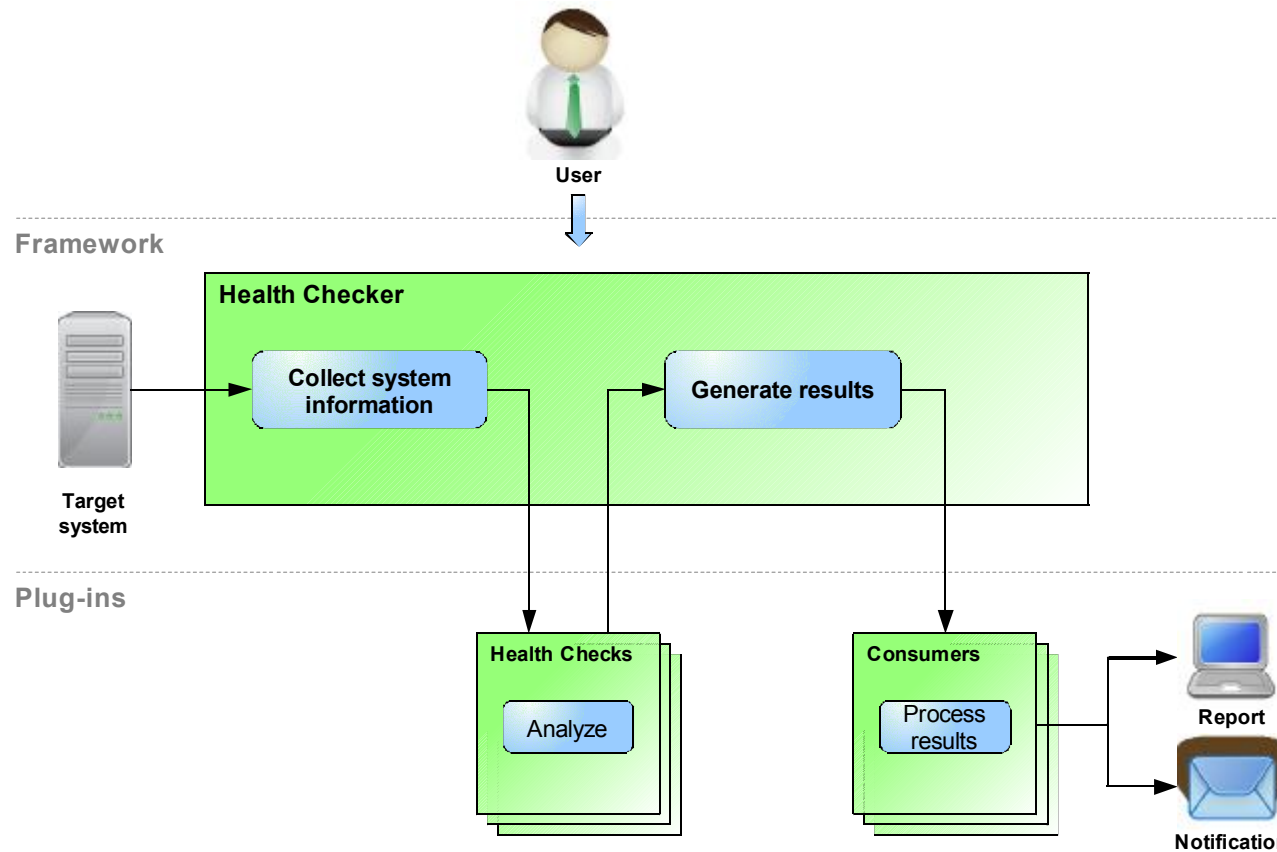 User
Framework
Health Checker
Collect system
information
Generate results
Target
system
Plug-ins
Health Checks
Analyze
Consumers
Process
results
Report
Notification